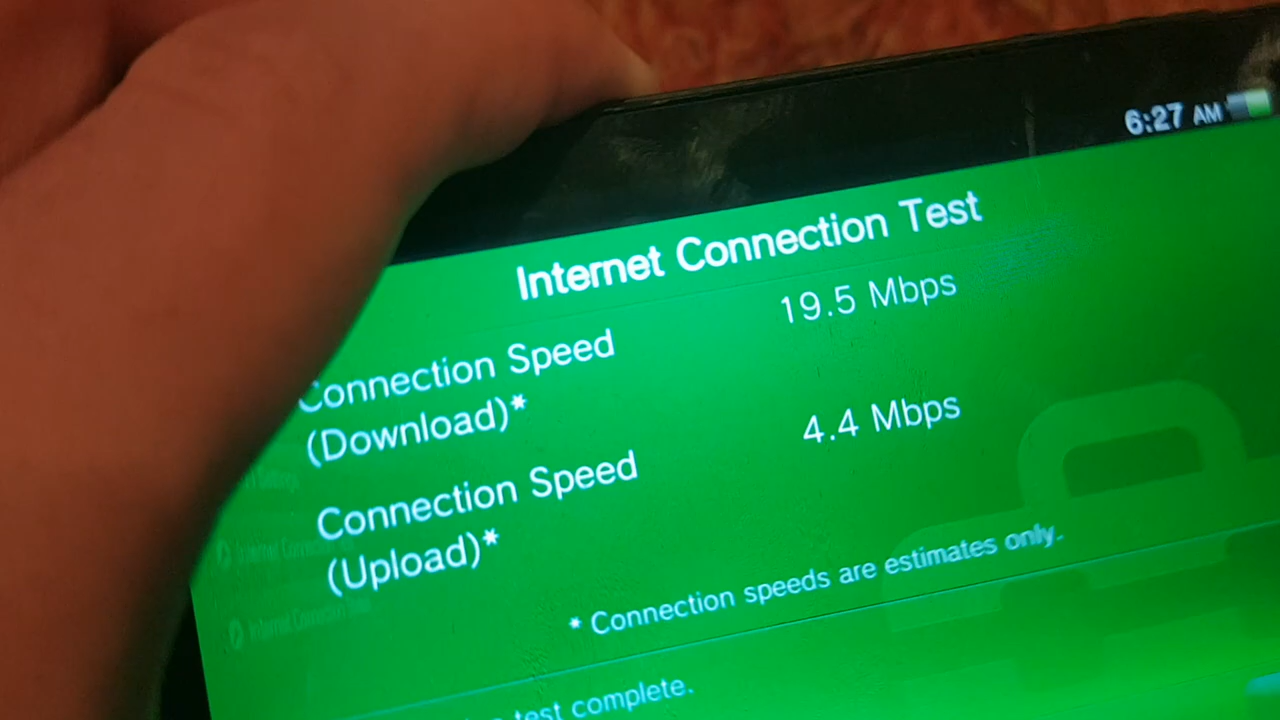 6:27 AM
Internet Connection Test
Connection Speed 19.5 Mbps
(Download)*
Connection Speed 4.4 Mbps
(Upload)*
* Connection speeds are estimates only.
test complete.